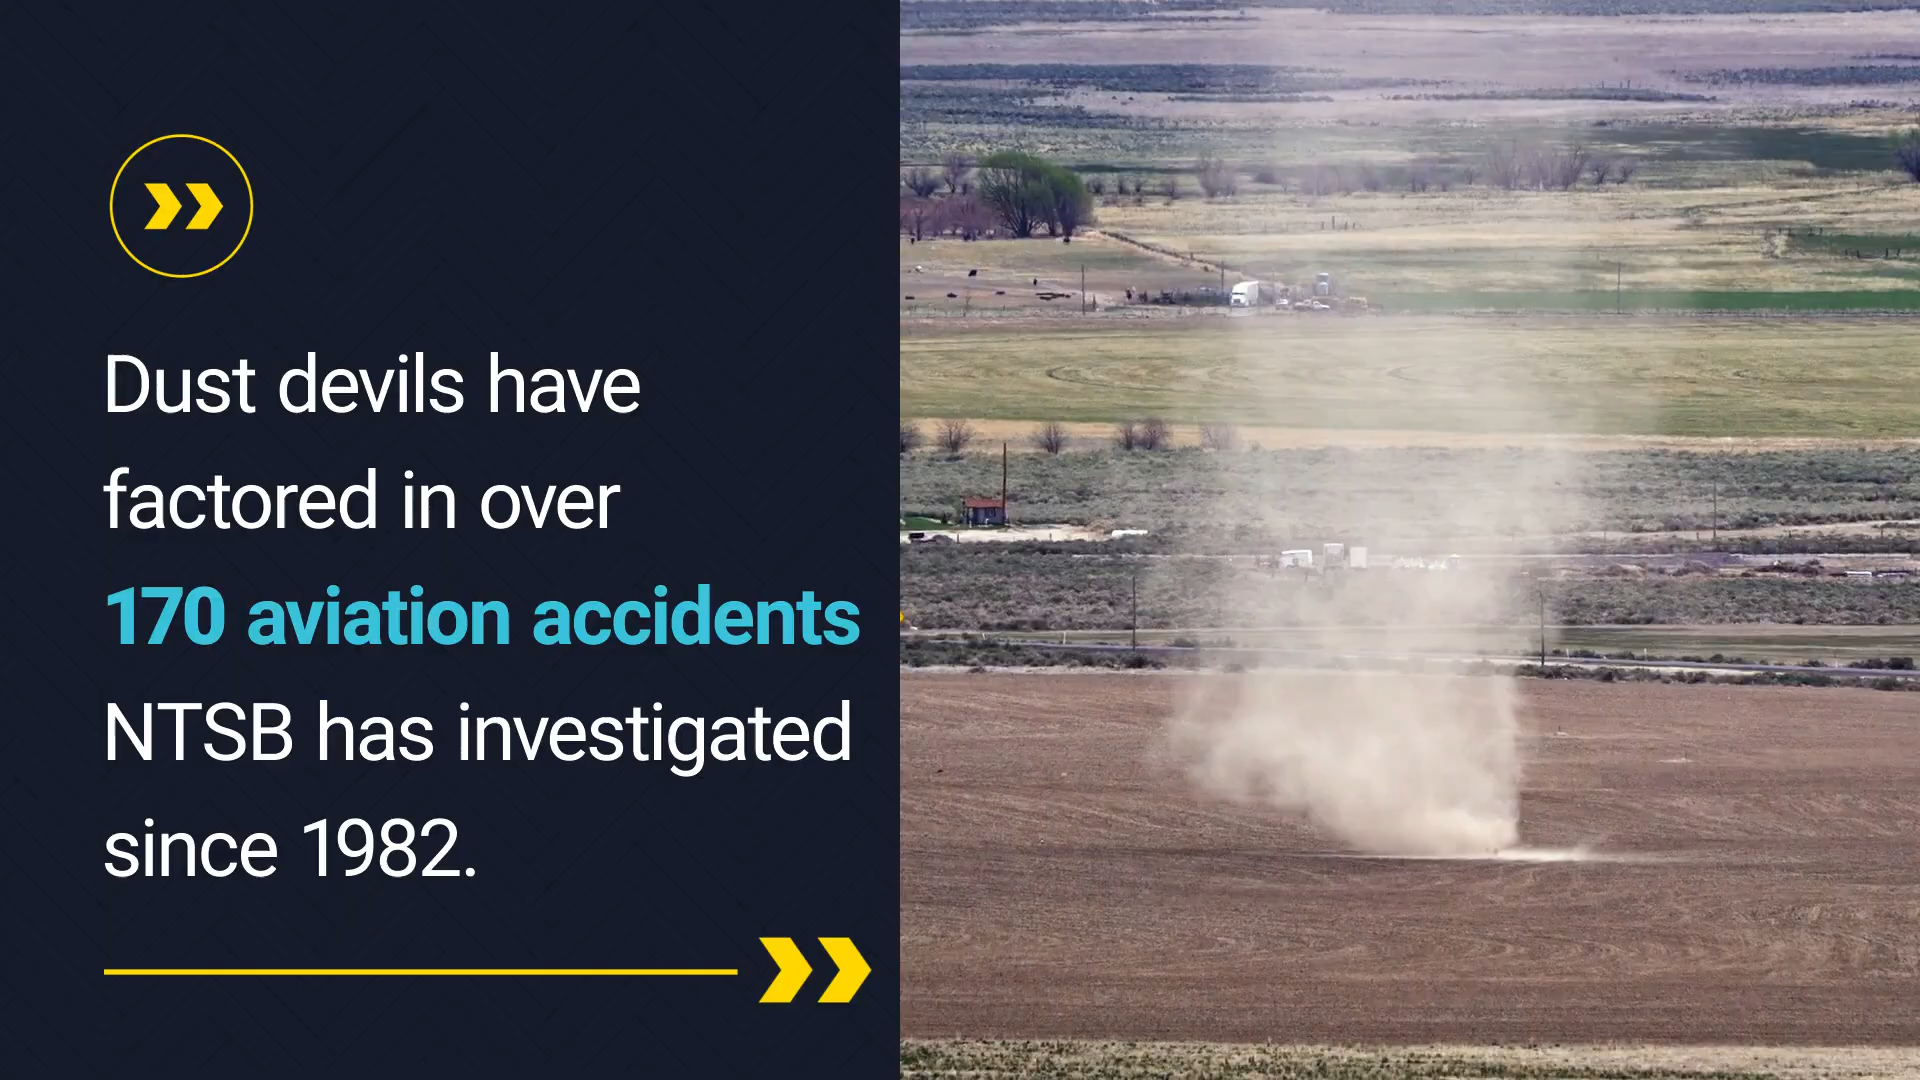 Dust devils have
factored in over
170 aviation accidents
NTSB has investigated
since 1982.